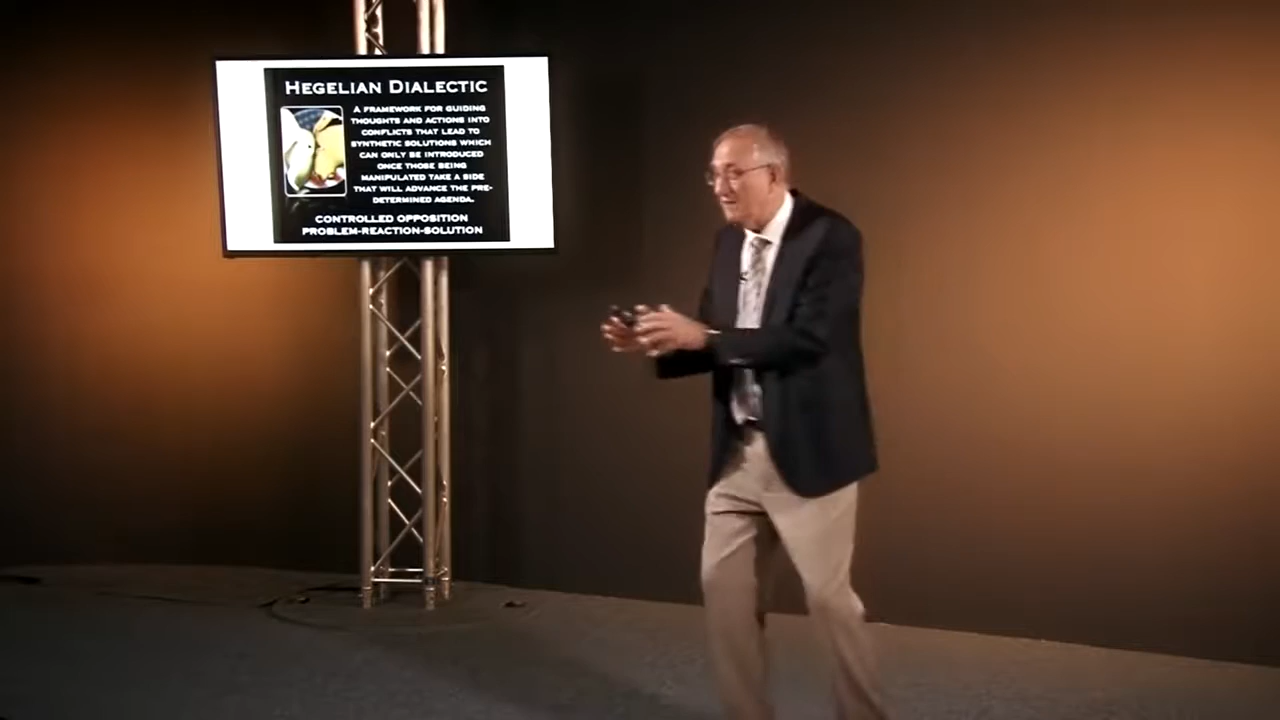 HEGELIAN DIALECTIC
A FRAMEWORK FOR GUIDING
THOUGHTS AND ACTIONS INTO
CONFLICTS THAT LEAD TO
SYNTHETIC SOLUTIONS WHICH
CAN ONLY BE INTRODUCED
ONCE THOSE BEING
MANIPULATED TAKE A SIDE
THAT WILL ADVANCE THE PRE-
DETERMINED AGENDA.
CONTROLLED OPPOSITION
PROBLEM-REACTION-SOLUTION